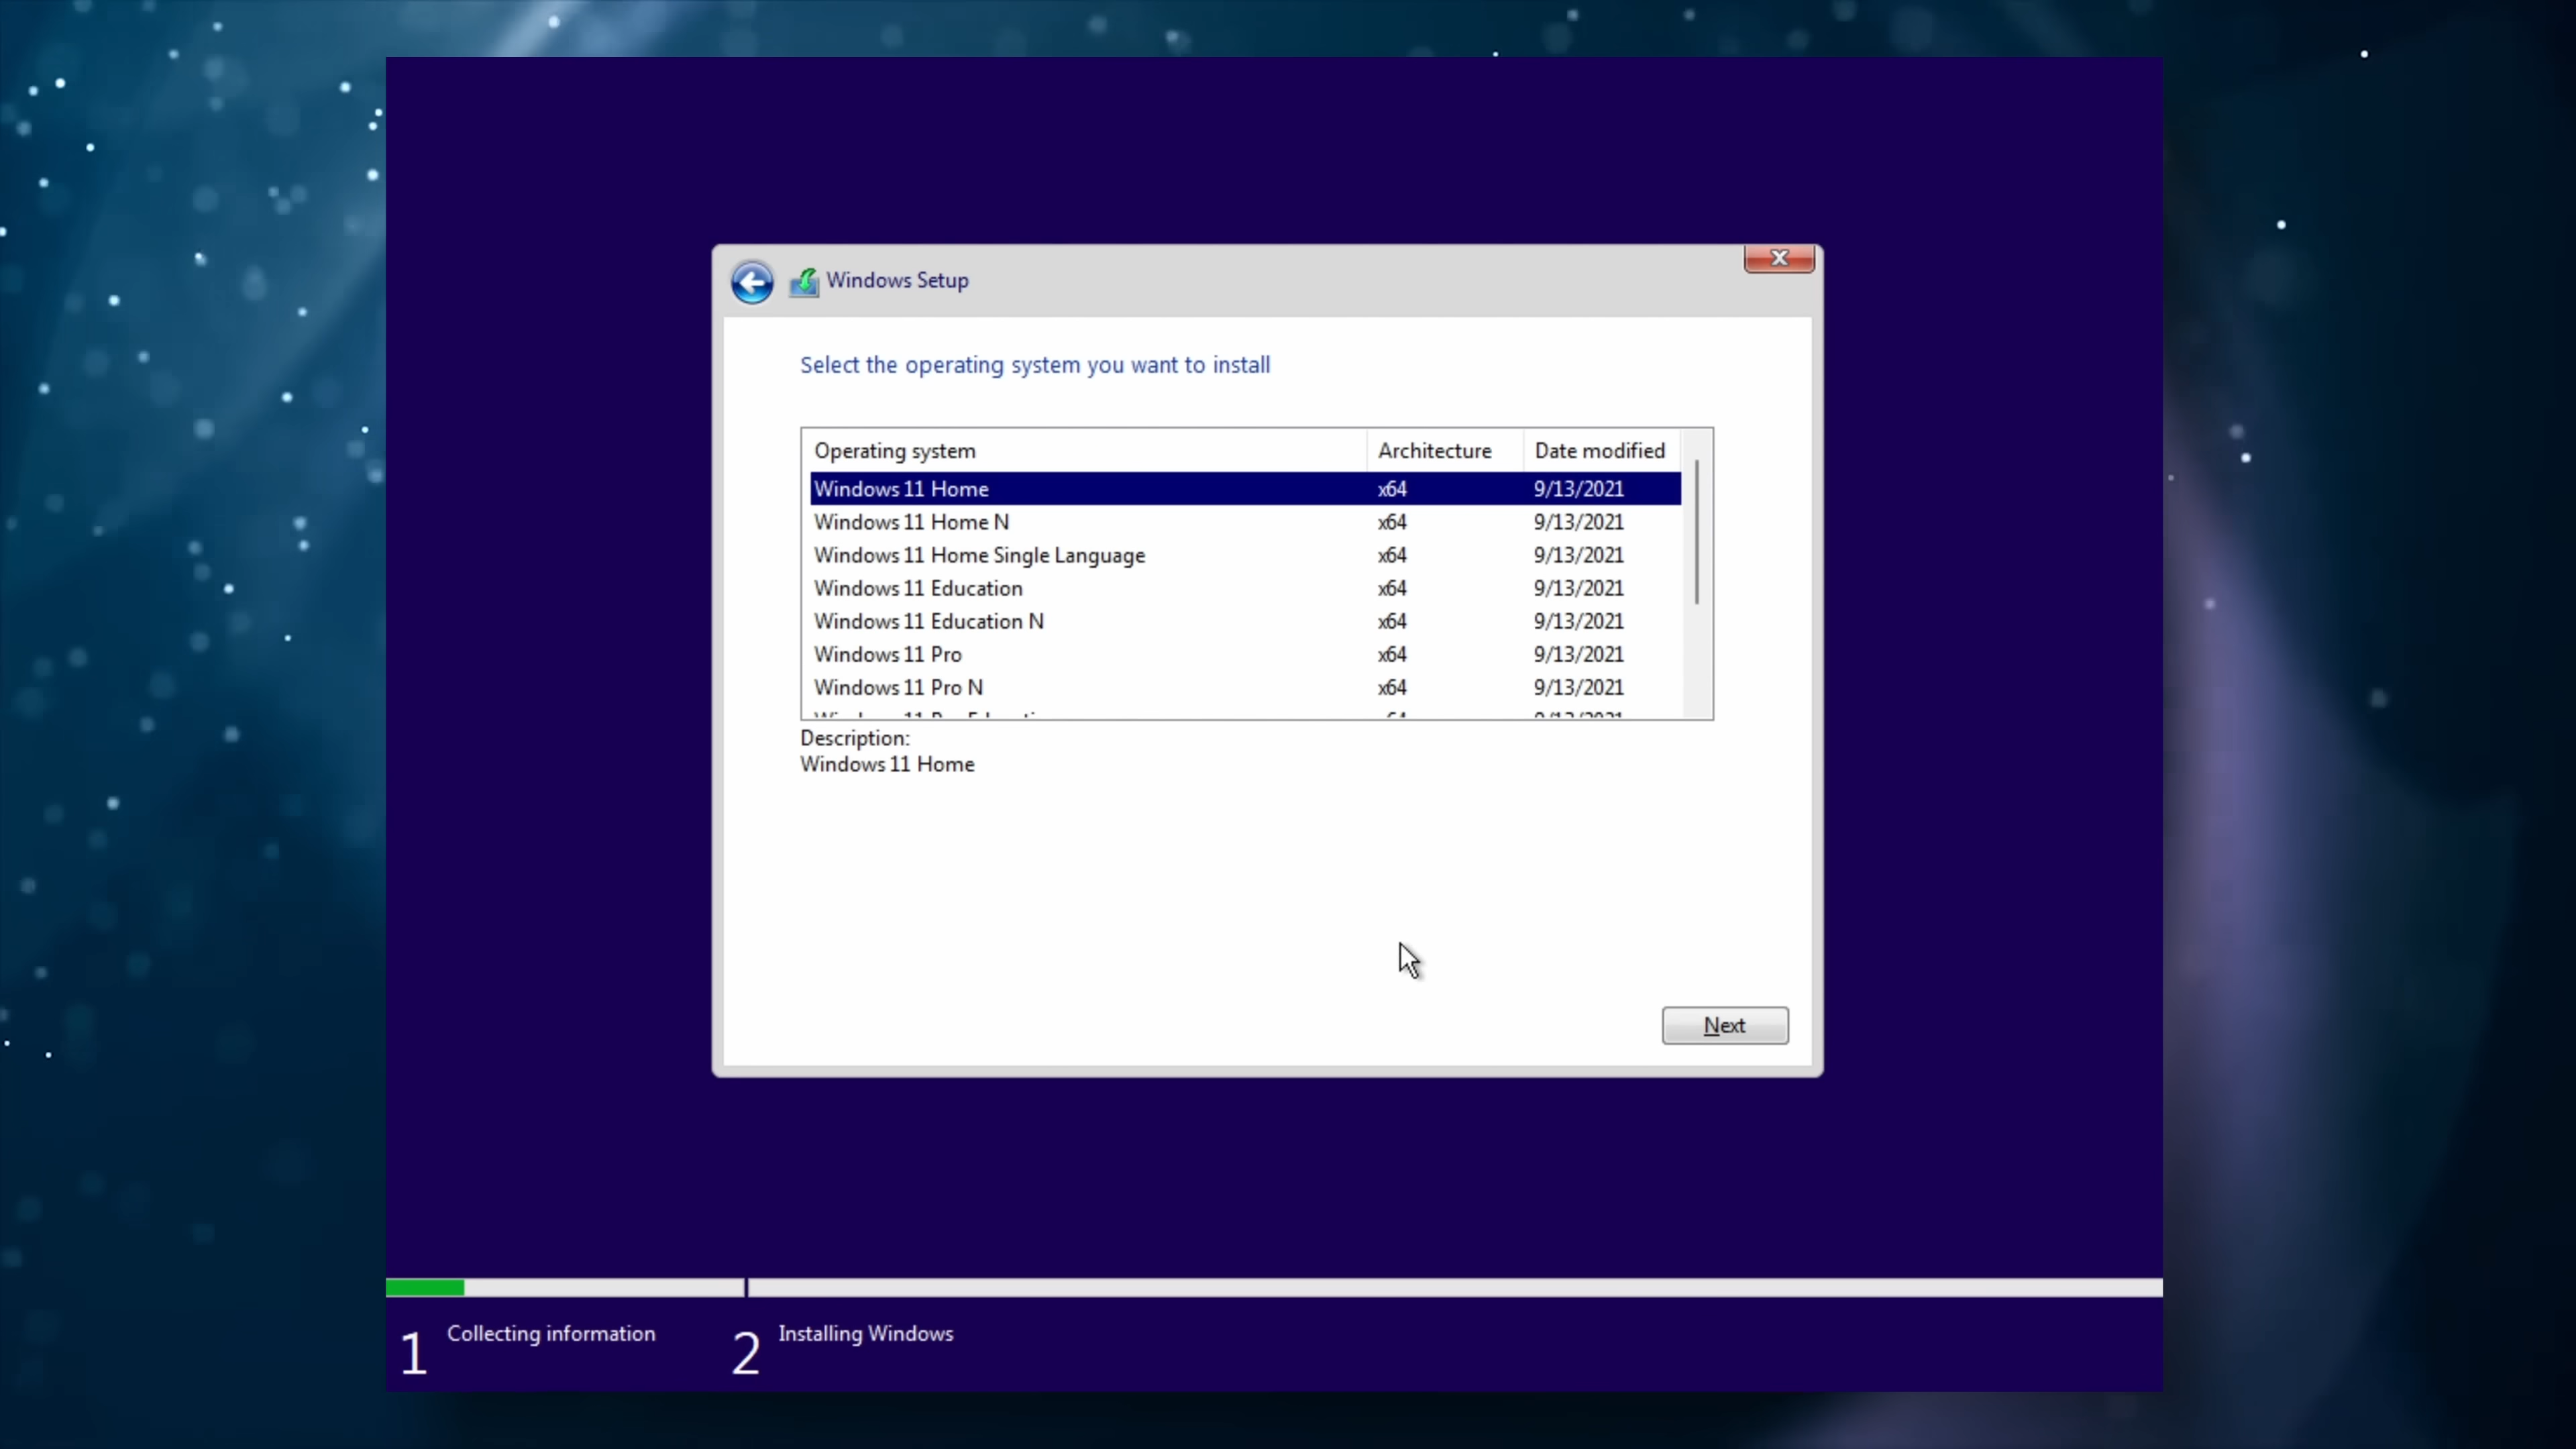 Windows Setup
Select the operating system you want to install
Operating system Architecture Date modified
Windows 11 Home x64 9/13/2021
Windows 11 Home N x64 9/13/2021
Windows 11 Home Single Language x64 9/13/2021
Windows 11 Education x64 9/13/2021
Windows 11 Education N x64 9/13/2021
Windows 11 Pro x64 9/13/2021
Windows 11 Pro N x64 9/13/2021
Description:
Windows 11 Home
Next
1 Collecting information 2 Installing Windows